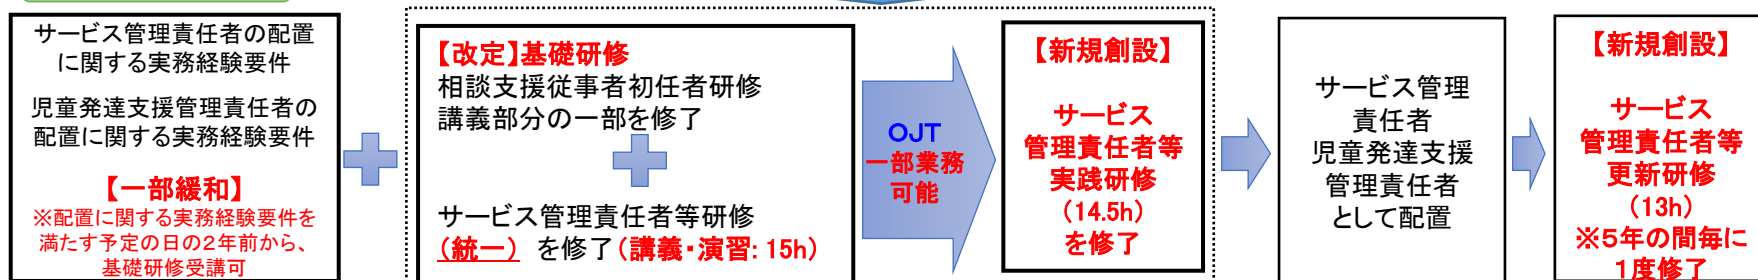 サービス管理責任者の配置
に関する実務経験要件
児童発達支援管理責任者の
配置に関する実務経験要件
【一部緩和】
※配置に関する実務経験要件を
満たす予定の日の2年前から、
基礎研修受講可
【改定】基礎研修
相談支援従事者初任者研修
講義部分の一部を修了
サービス管理責任者等研修
(統一) を修了(講義・演習:15h)
OJT
一部業務
可能
【新規創設】
サービス
管理責任者等
実践研修
(14.5h)
を修了
サービス管理
責任者
児童発達支援
管理責任者
として配置
【新規創設】
サービス
管理責任者等
更新研修
(13h)
※5年の間毎に
1度修了